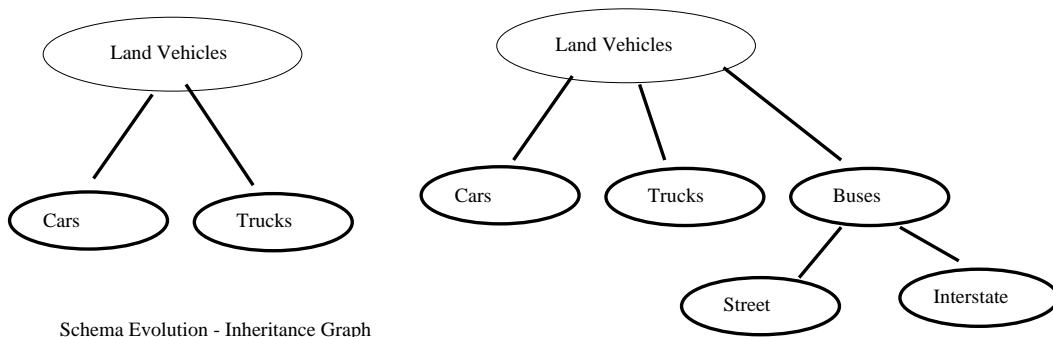 Land Vehicles
Cars
Trucks
Land Vehicles
Cars
Trucks
Buses
Street
Interstate
Schema Evolution - Inheritance Graph